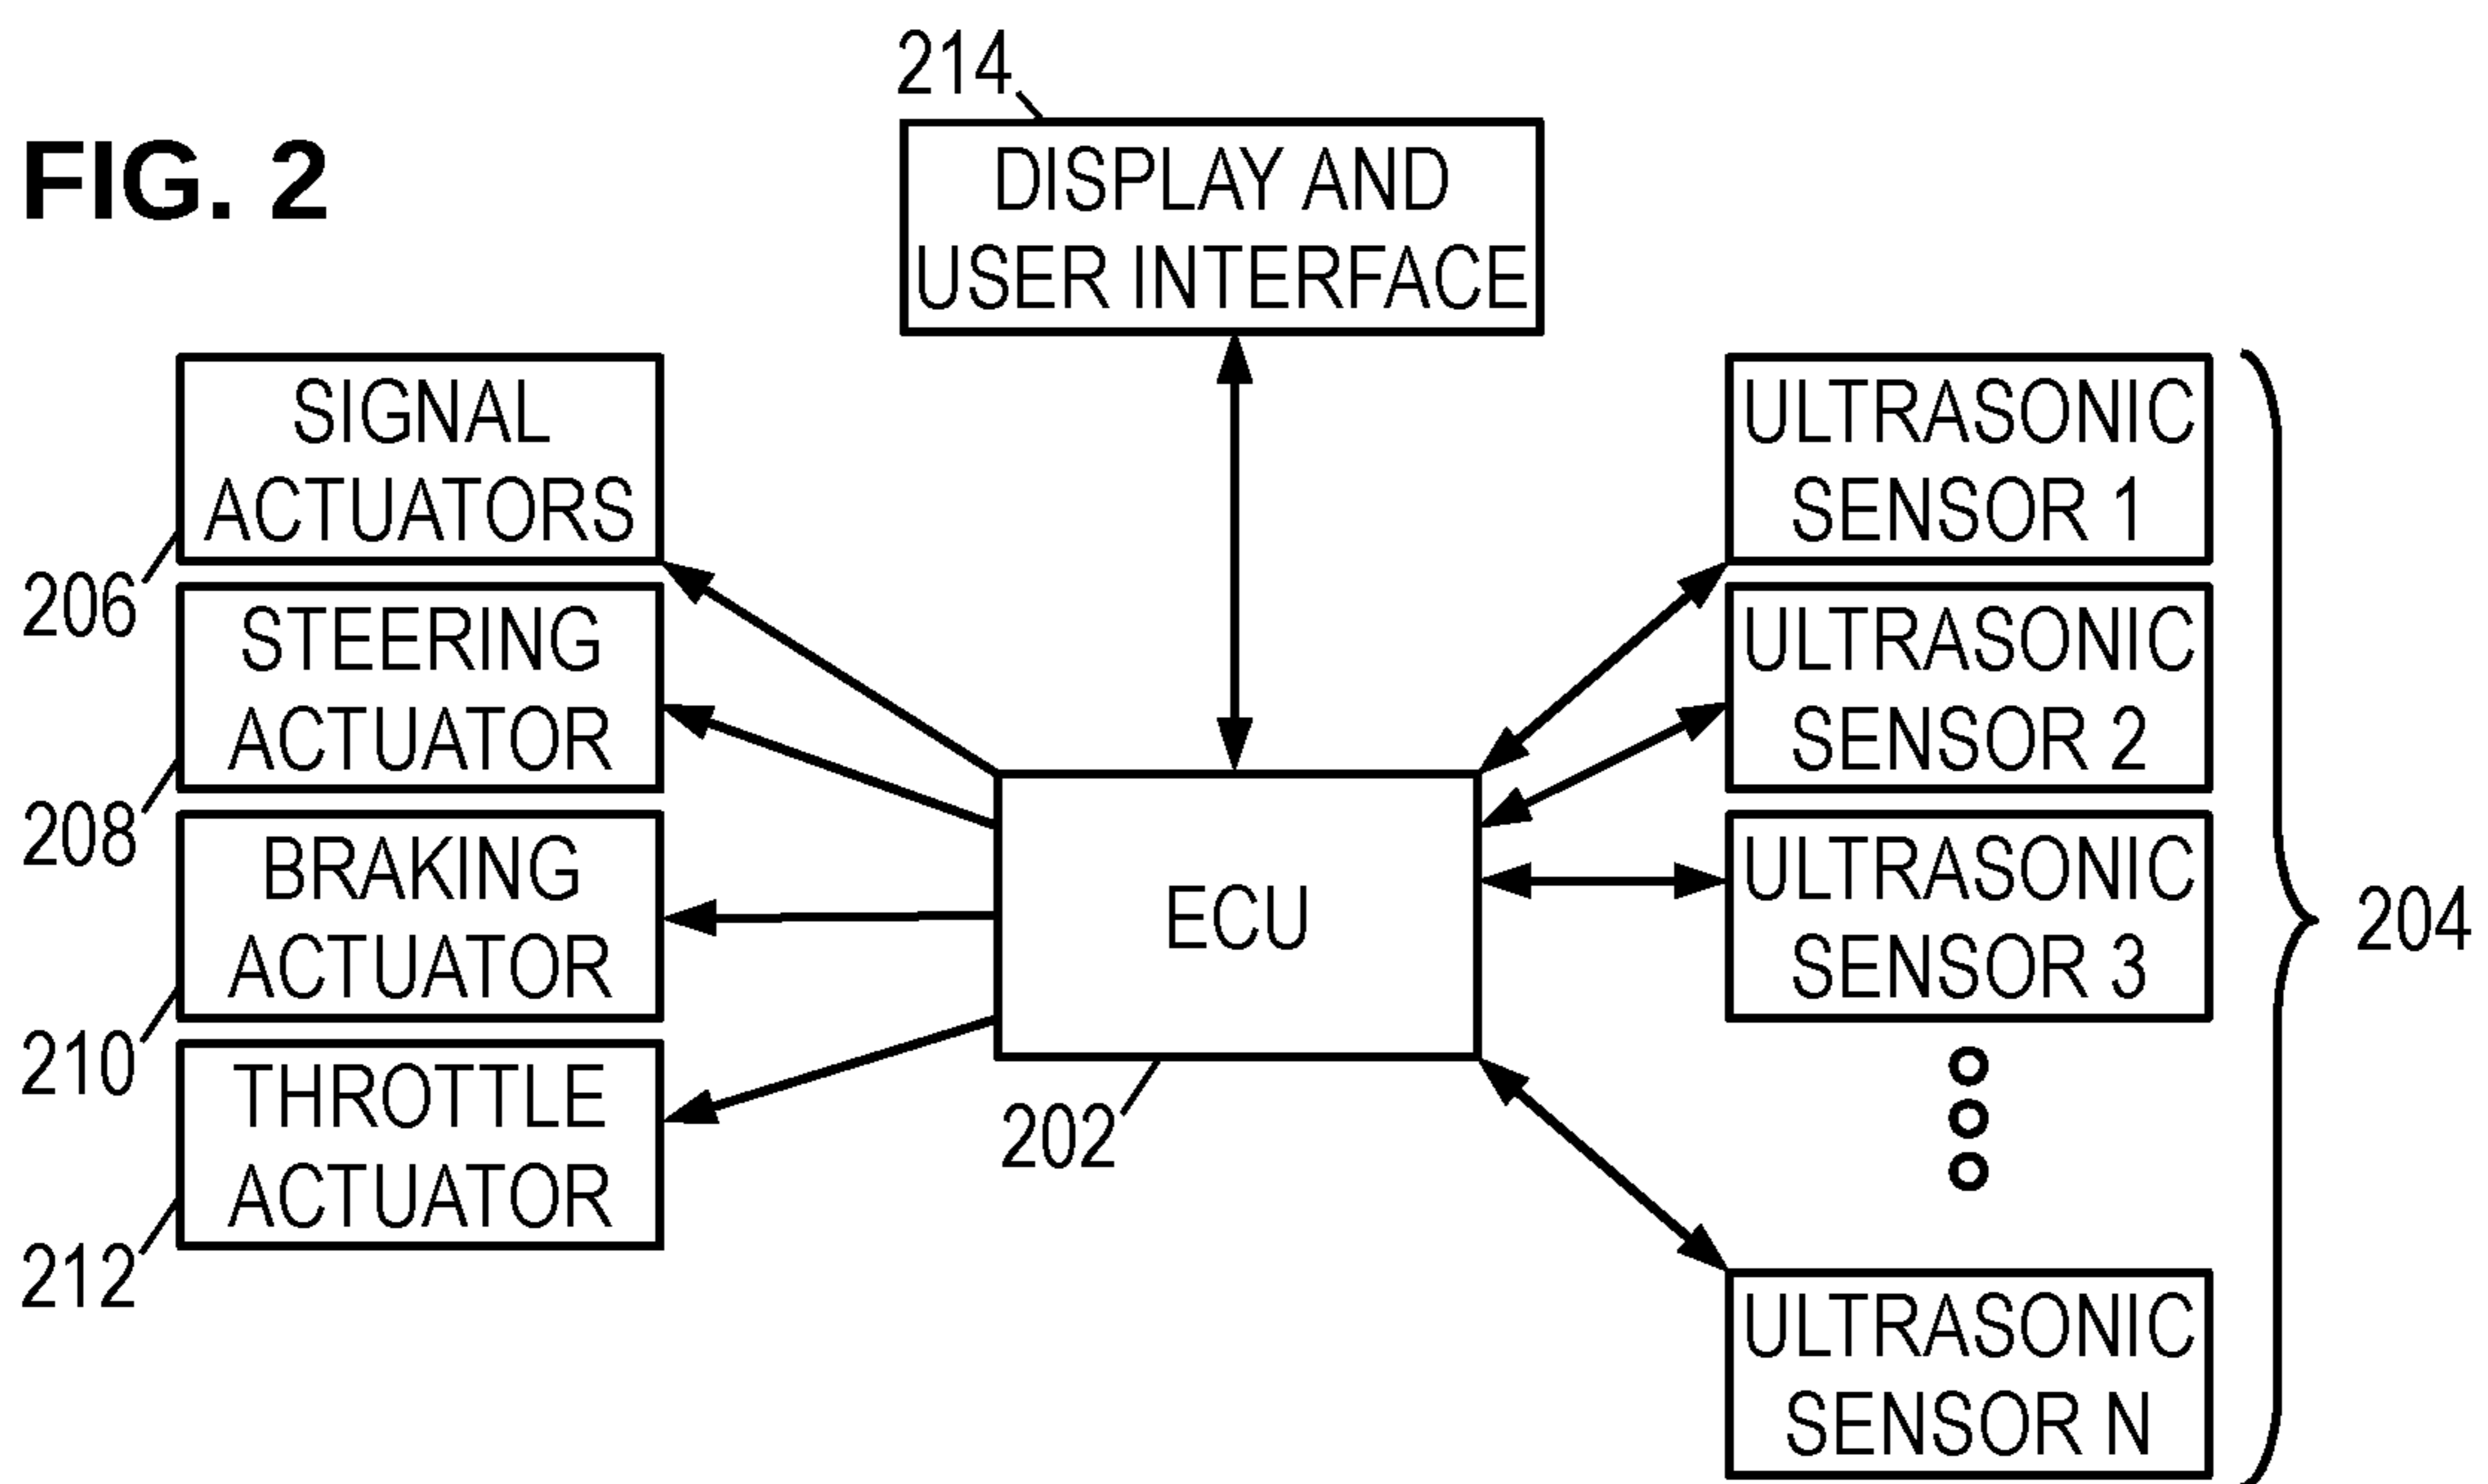 FIG. 2
214
DISPLAY AND
USER INTERFACE
SIGNAL
ACTUATORS
206
STEERING
ACTUATOR
208
BRAKING
ACTUATOR
210
THROTTLE
ACTUATOR
212
ECU
202
ULTRASONIC
SENSOR 1
ULTRASONIC
SENSOR 2
ULTRASONIC
SENSOR 3
ULTRASONIC
SENSOR N
204